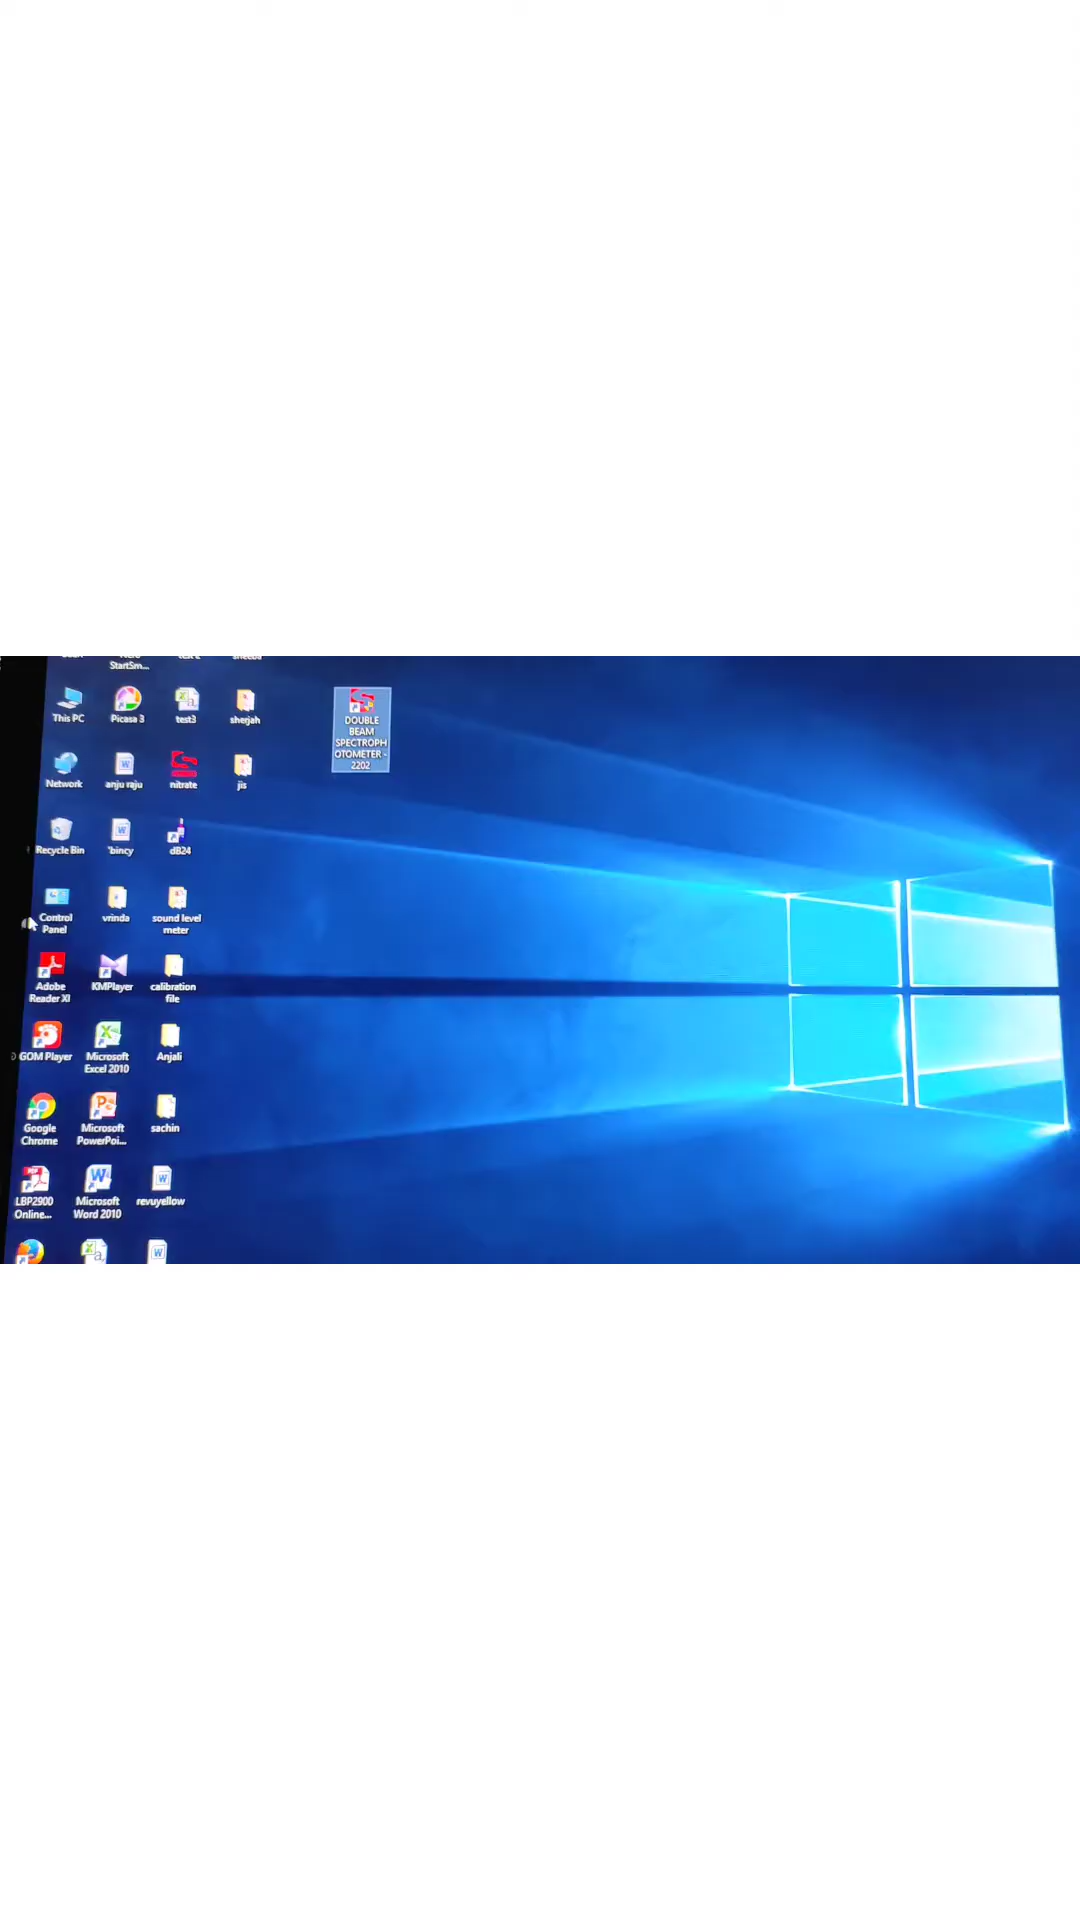 StartSm...
This PC
Picasa 3
test3
sherjah
DOUBLE
BEAM
SPECTROPH
OTOMETER -
2202
Network
anju raju
nitrate
jis
Recycle Bin
'bincy
dB24
Control
Panel
vrinda
sound level
meter
Adobe
Reader XI
KMPlayer
calibration
file
GOM Player
Microsoft
Excel 2010
Anjali
Google
Chrome
Microsoft
PowerPoi...
sachin
LBP2900
Online...
Microsoft
Word 2010
revuyellow